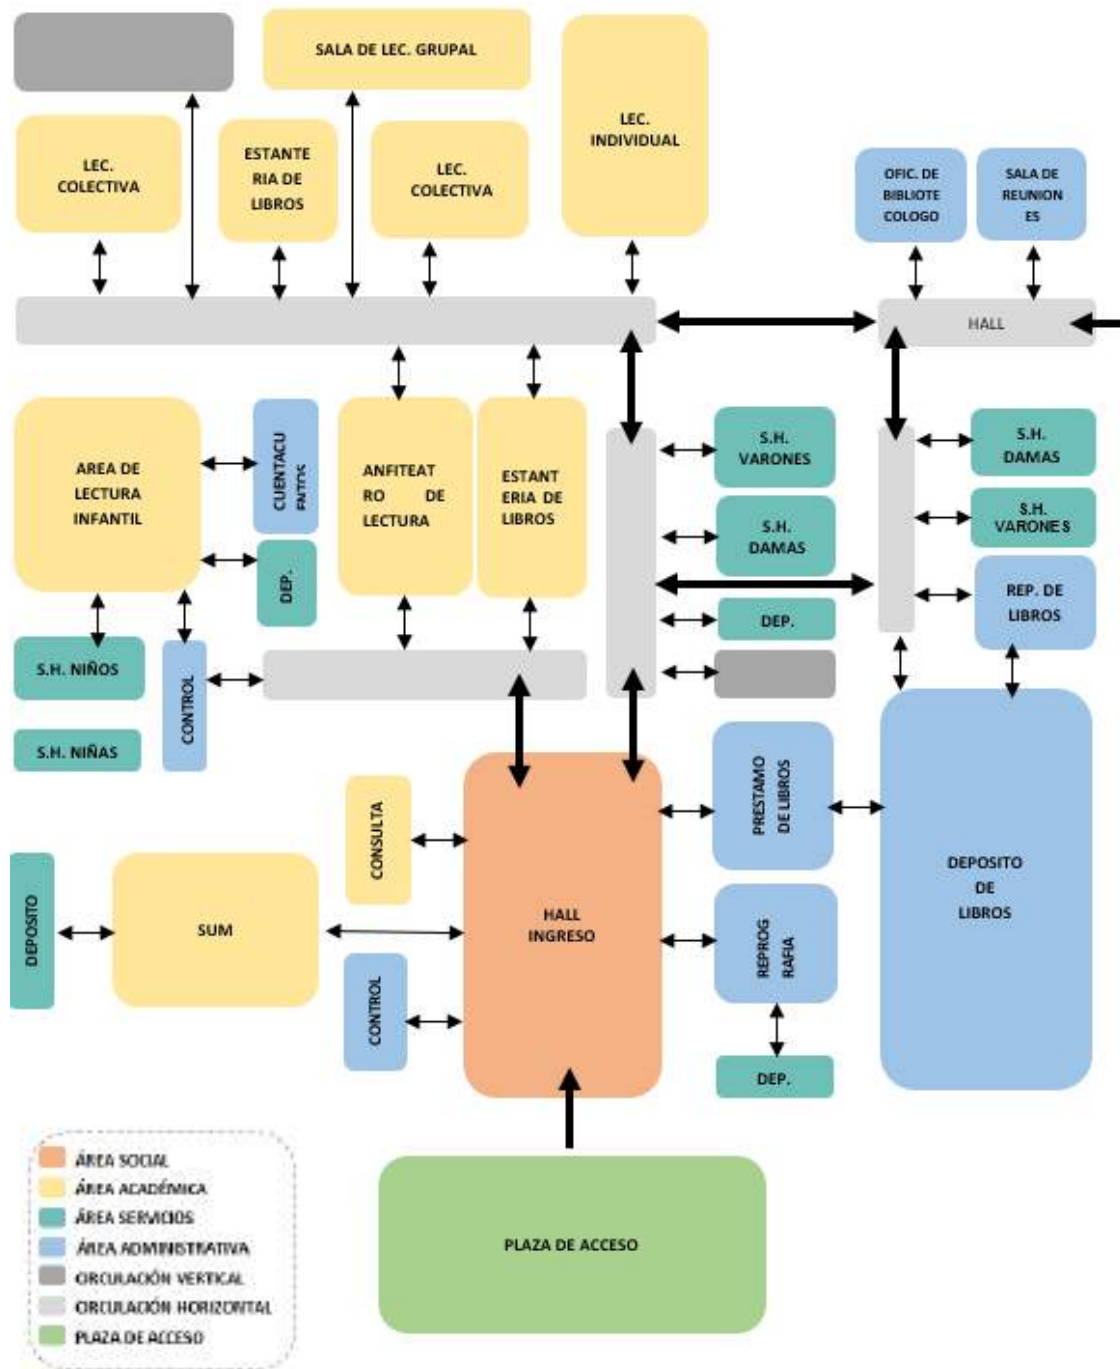 SALA DE LEC. GRUPAL
LEC.
INDIVIDUAL
LEC.
COLECTIVA
ESTANTE
RIA DE
LIBROS
LEC.
COLECTIVA
OFIC. DE
BIBLIOTE
COLOGO
SALA DE
REUNION
ES
HALL
AREA DE
LECTURA
INFANTIL
CUENTACU
ENTOS
ANFITEAT
RO DE
LECTURA
ESTANT
ERIA DE
LIBROS
S.H.
VARONES
S.H.
DAMAS
S.H.
DAMAS
S.H.
VARONES
DEP.
DEP.
REP. DE
LIBROS
S.H. NIÑOS
CONTROL
S.H. NIÑAS
PRESTAMO
DE LIBROS
CONSULTA
DEPOSITO
DE
LIBROS
DEPOSITO
SUM
HALL
INGRESO
REPROG
RAFIA
CONTROL
DEP.
ÁREA SOCIAL
ÁREA ACADÉMICA
ÁREA SERVICIOS
ÁREA ADMINISTRATIVA
CIRCULACIÓN VERTICAL
CIRCULACIÓN HORIZONTAL
PLAZA DE ACCESO
PLAZA DE ACCESO